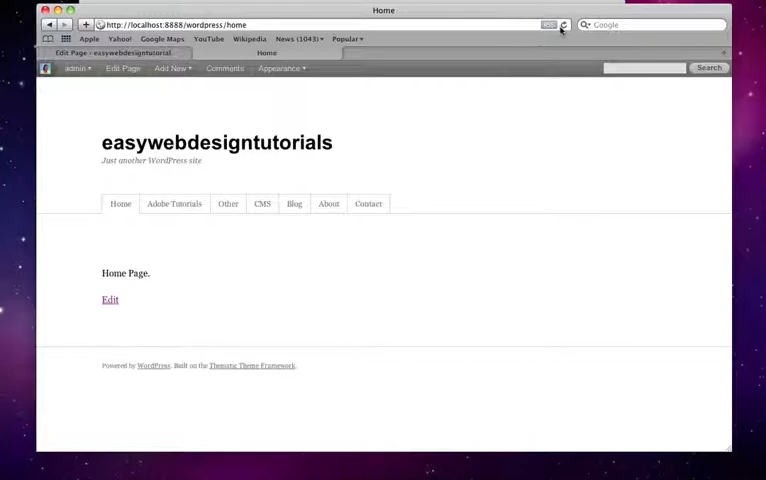 Home
http://localhost:8888/wordpress/home
Google
Apple Yahoo! Google Maps YouTube Wikipedia News (1043) Popular
Edit Page ‹ easywebdesigntutorial... Home
admin Edit Page Add New Comments Appearance Search
easywebdesigntutorials
Just another WordPress site
Home Adobe Tutorials Other CMS Blog About Contact
Home Page.
Edit
Powered by WordPress. Built on the Thematic Theme Framework.